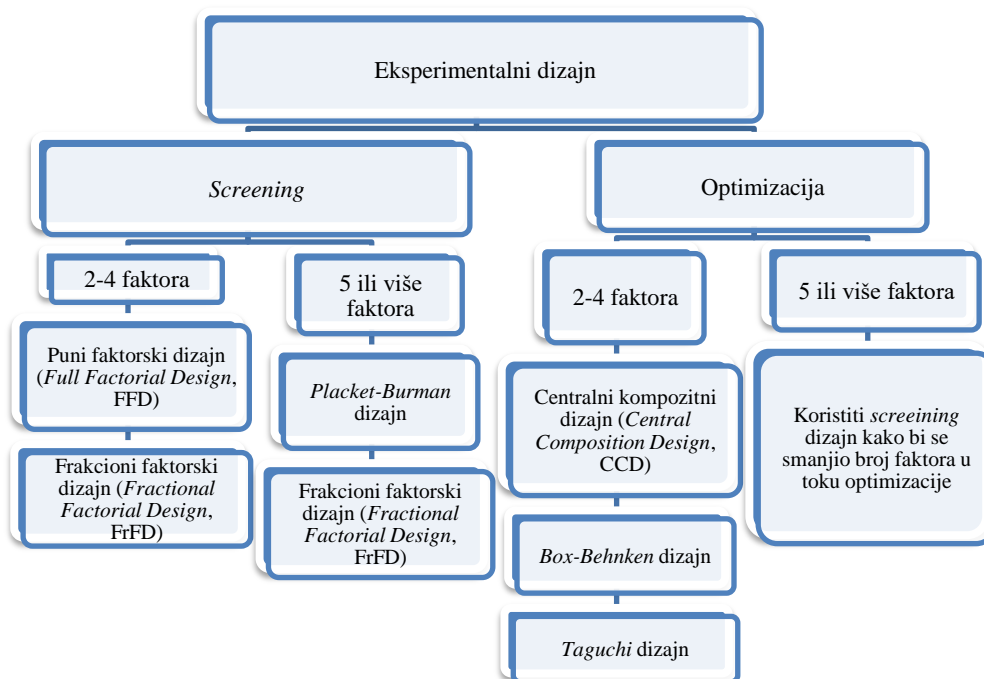 Eksperimentalni dizajn
Screening
Optimizacija
2-4 faktora
5 ili više
faktora
2-4 faktora
5 ili više faktora
Puni faktorski dizajn
(Full Factorial Design,
FFD)
Placket-Burman
dizajn
Centralni kompozitni
dizajn (Central
Composition Design,
CCD)
Koristiti screeining
dizajn kako bi se
smanjio broj faktora u
toku optimizacije
Frakcioni faktorski
dizajn (Fractional
Factorial Design,
FrFD)
Frakcioni faktorski
dizajn (Fractional
Factorial Design,
FrFD)
Box-Behnken dizajn
Taguchi dizajn